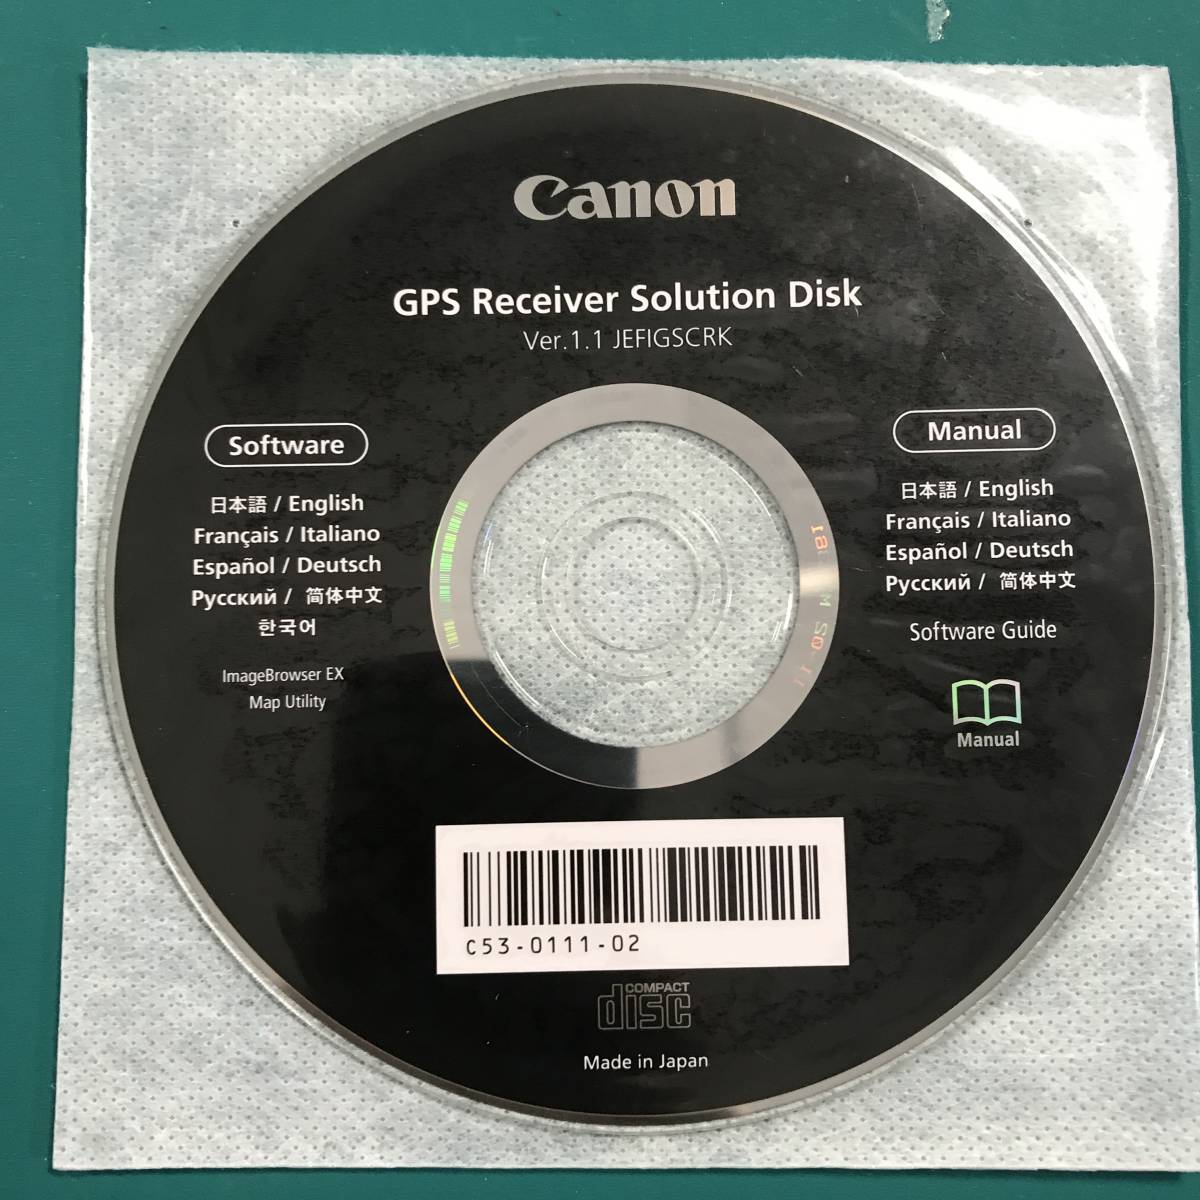 Canon
GPS Receiver Solution Disk
Ver.1.1 JEFIGSCRK
Software
日本語 / English
Français / Italiano
Español / Deutsch
Русский / 简体中文
한국어
ImageBrowser EX
Map Utility
Manual
日本語 / English
Français / Italiano
Español / Deutsch
Русский / 简体中文
Software Guide
Manual
C53-0111-02
COMPACT
disc
Made in Japan